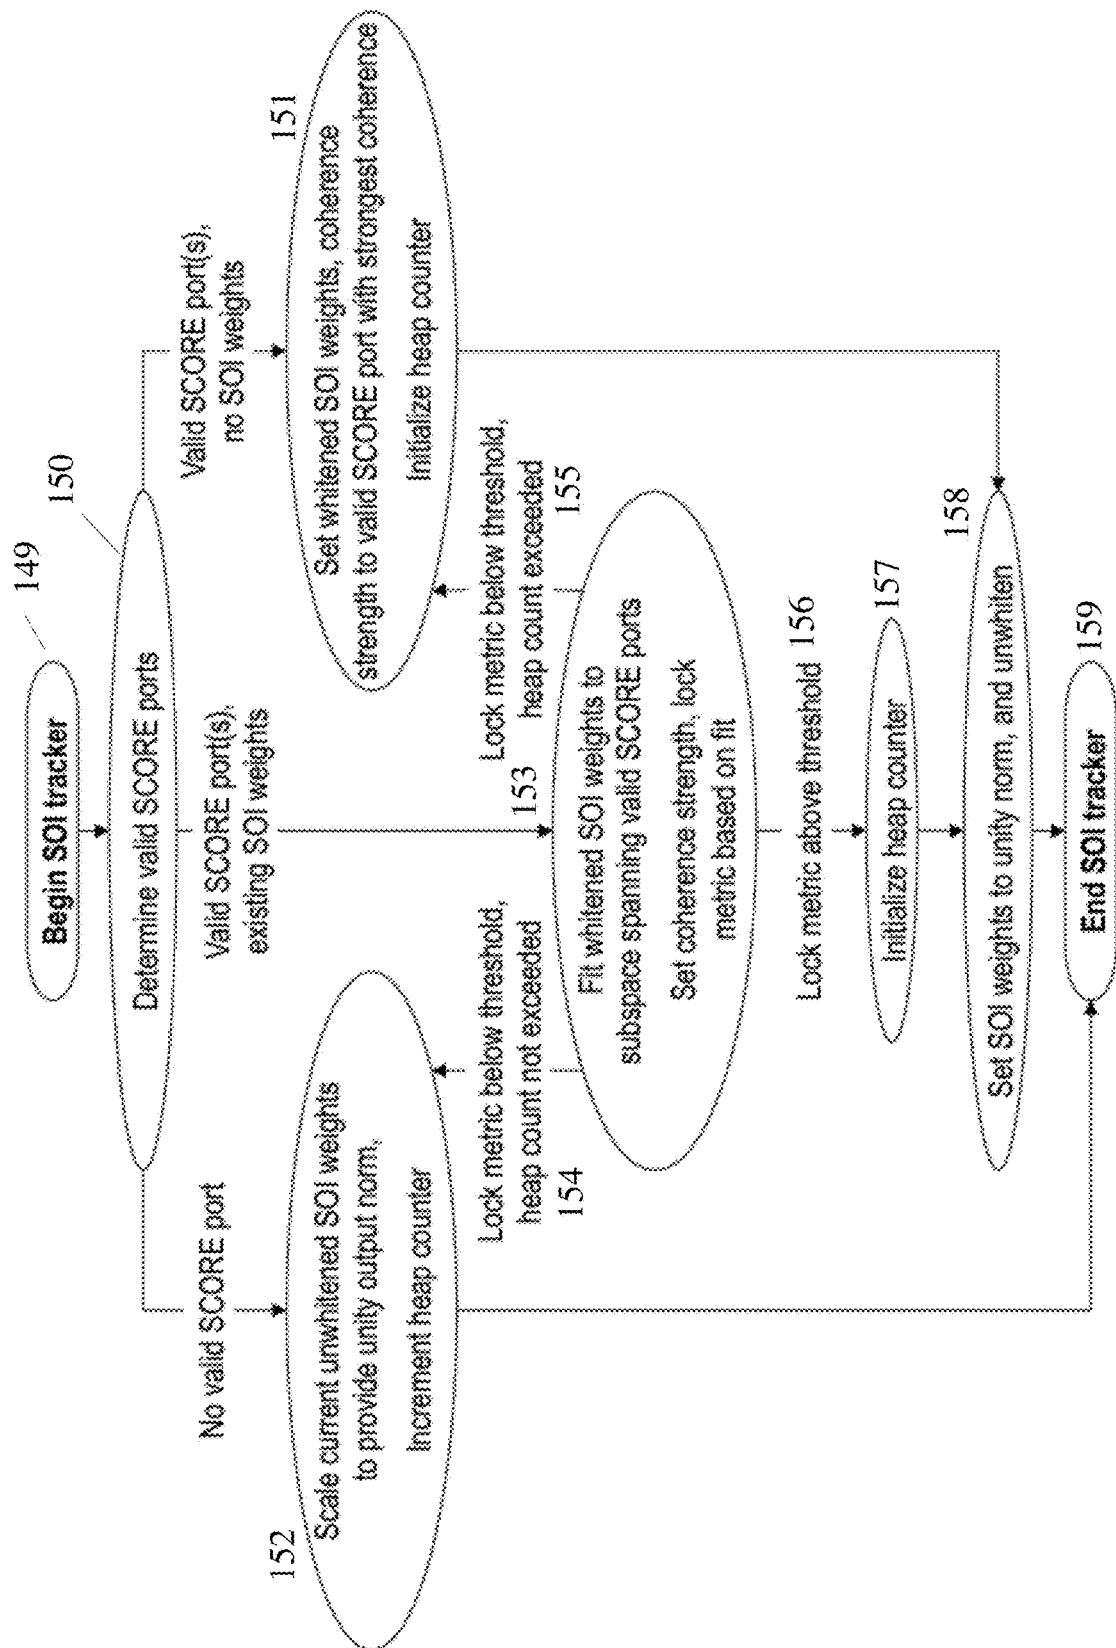 Begin SOI tracker
149
150
Determine valid SCORE ports
No valid SCORE port
Valid SCORE port(s),
existing SOI weights
Valid SCORE port(s),
no SOI weights
152
Scale current unwhitened SOI weights
to provide unity output norm,
Increment heap counter
151
Set whitened SOI weights, coherence
strength to valid SCORE port with strongest coherence
Initialize heap counter
Lock metric below threshold,
heap count not exceeded
154
153
Lock metric below threshold,
heap count exceeded
155
Fit whitened SOI weights to
subspace spanning valid SCORE ports
Set coherence strength, lock
metric based on fit
Lock metric above threshold
156
Initialize heap counter
157
158
Set SOI weights to unity norm, and unwhiten
End SOI tracker
159